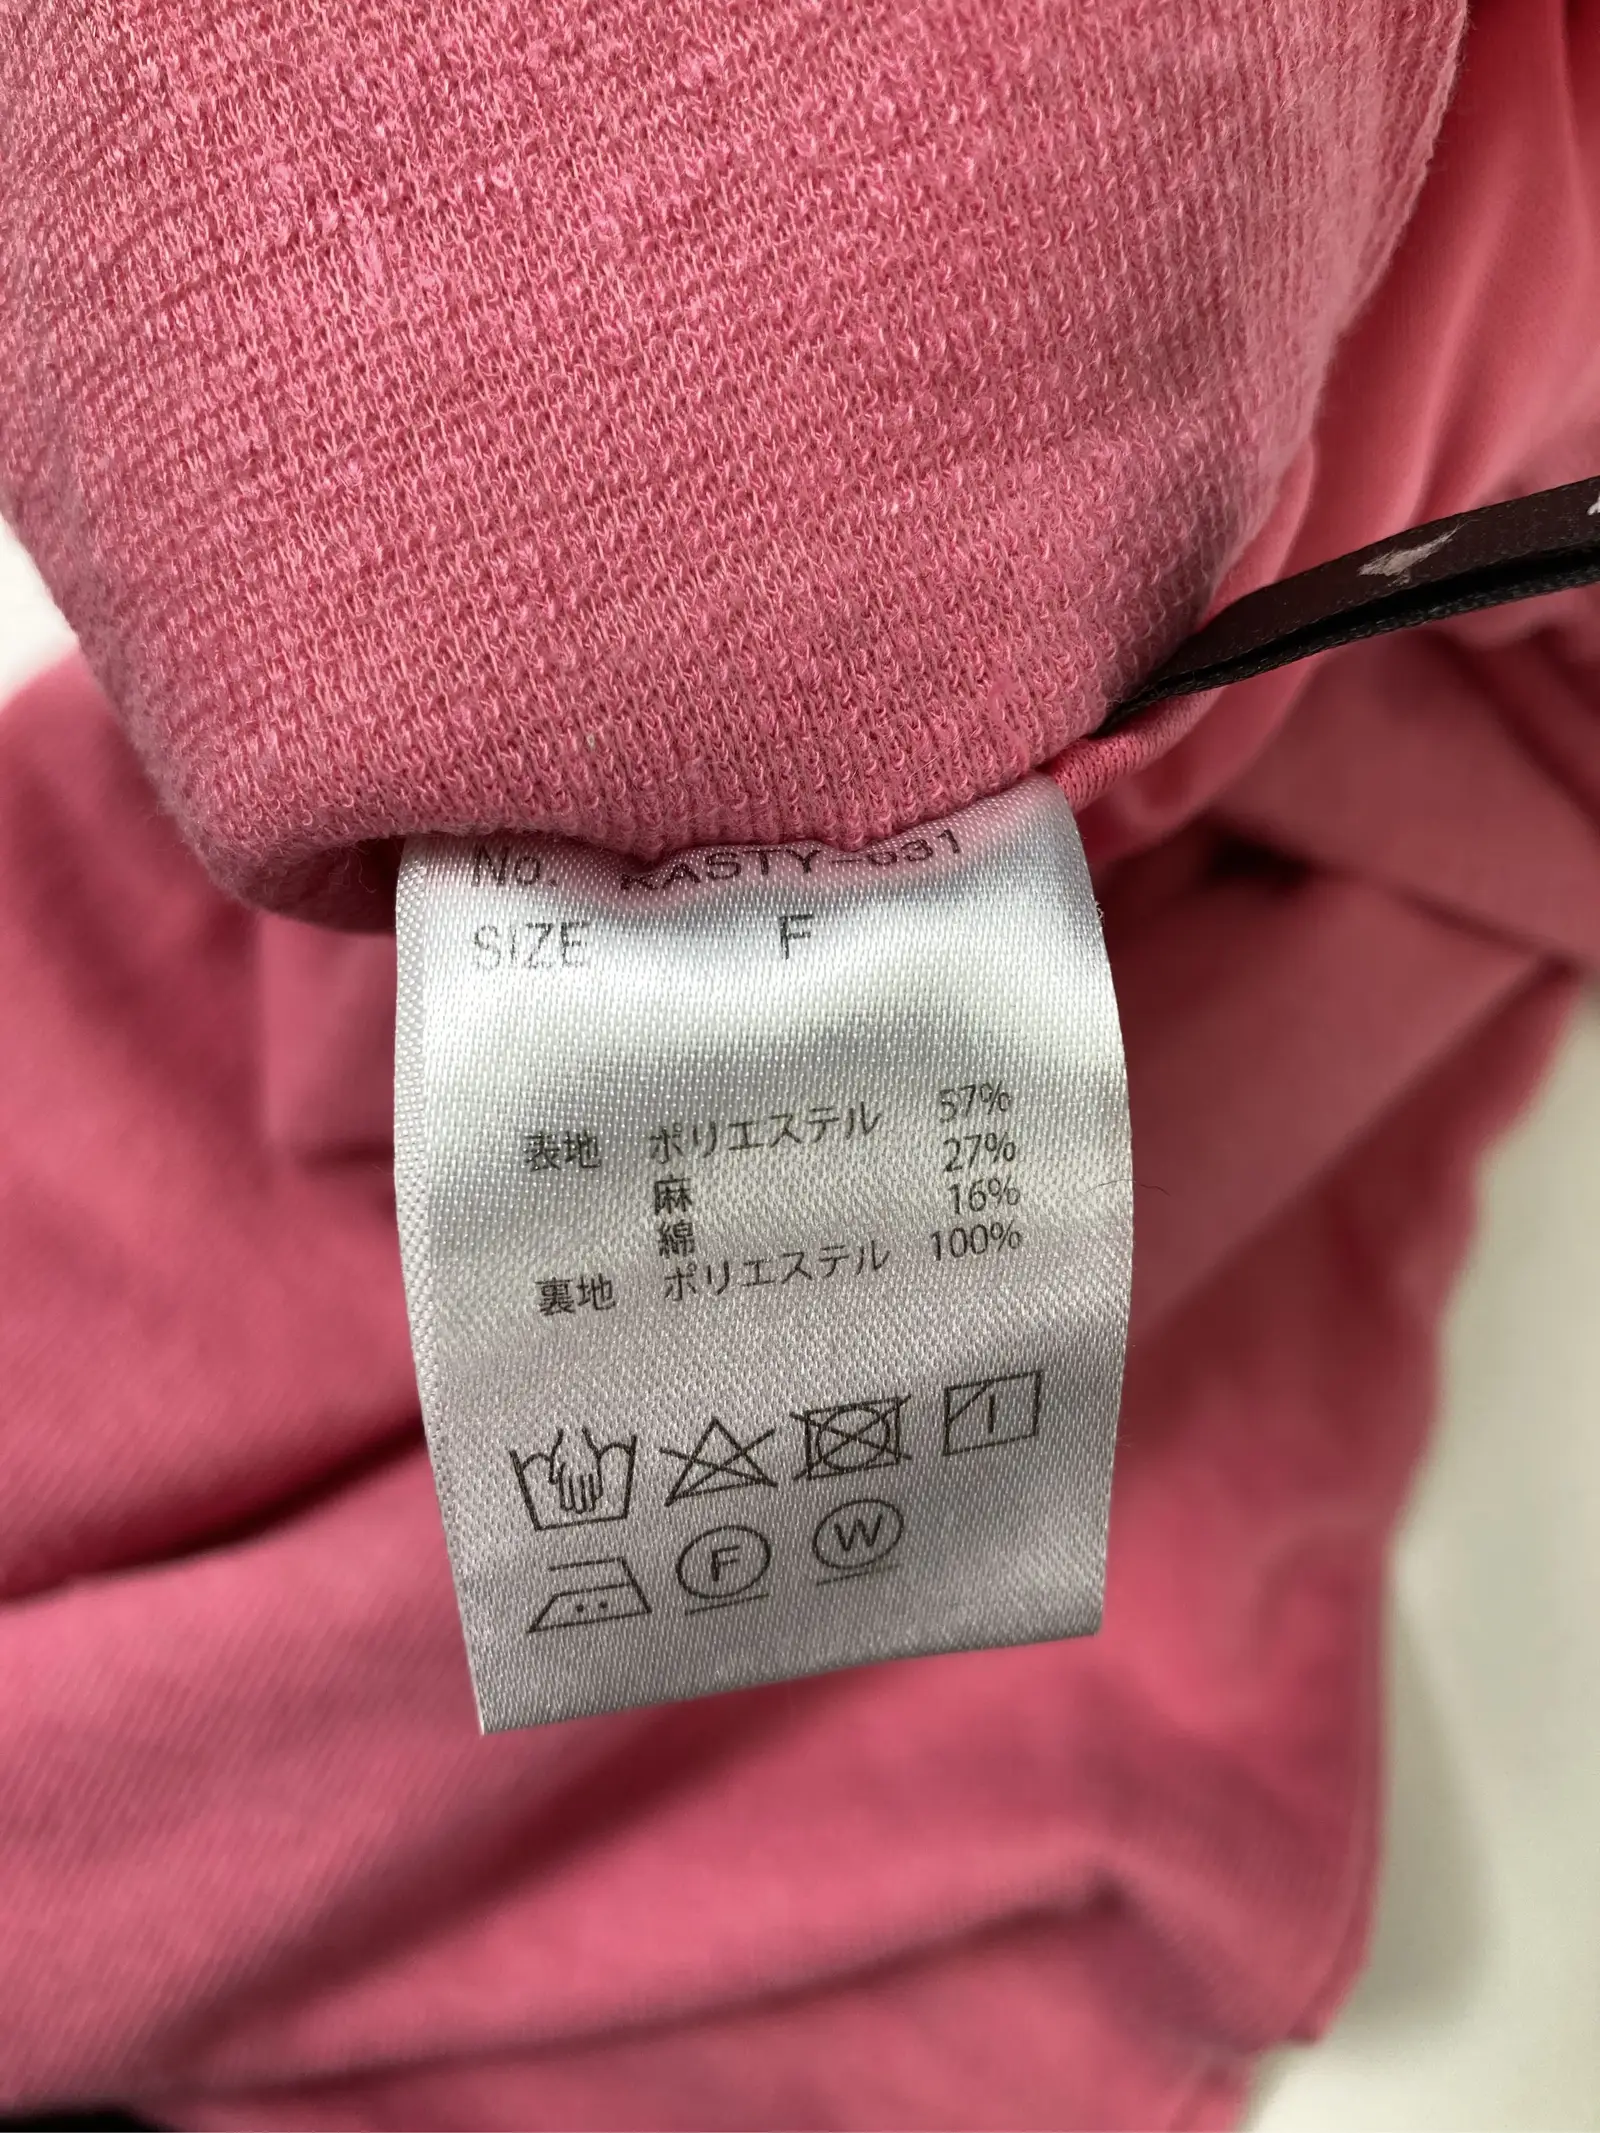 No. KASTY-631
SIZE F
表地 ポリエステル 57%
麻 27%
綿 16%
裏地 ポリエステル 100%
F W